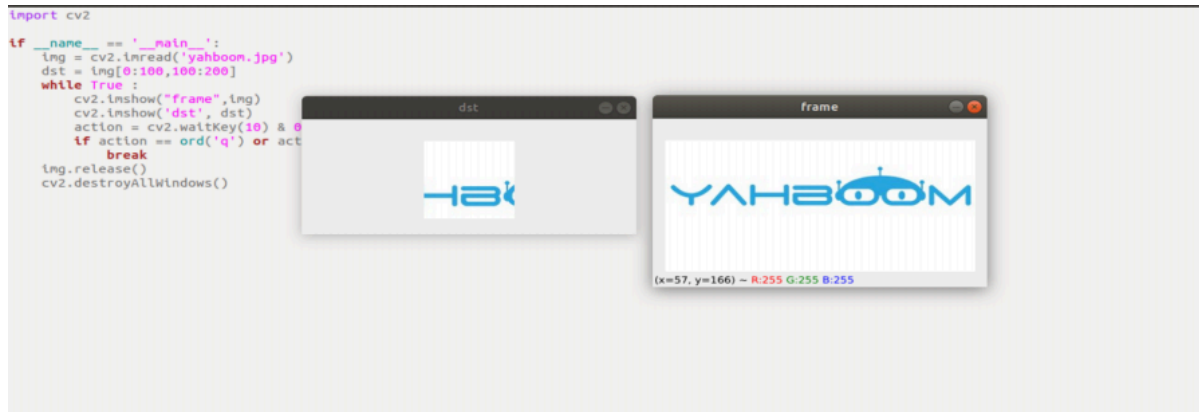 import cv2
if __name__ == '__main__':
img = cv2.imread('yahboom.jpg')
dst = img[0:100,100:200]
while True :
cv2.imshow("frame",img)
cv2.imshow('dst', dst)
action = cv2.waitKey(10) & 0
if action == ord('q') or act
break
img.release()
cv2.destroyAllWindows()
dst
HB
frame
YAHBOOM
(x=57, y=166) ~ R:255 G:255 B:255